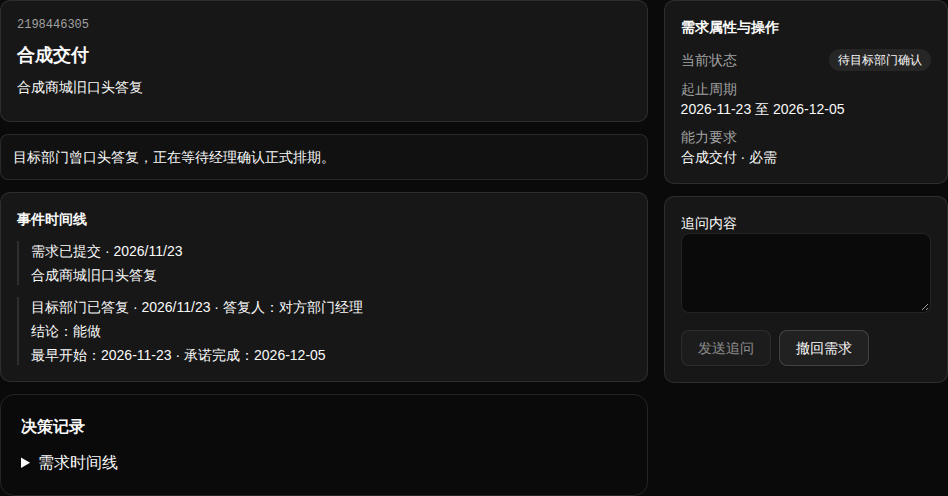 2198446305
合成交付
合成商城旧口头答复
目标部门曾口头答复，正在等待经理确认正式排期。
事件时间线
需求已提交 · 2026/11/23
合成商城旧口头答复
目标部门已答复 · 2026/11/23 · 答复人：对方部门经理
结论：能做
最早开始：2026-11-23 · 承诺完成：2026-12-05
决策记录
▶ 需求时间线
需求属性与操作
当前状态 待目标部门确认
起止周期
2026-11-23 至 2026-12-05
能力要求
合成交付 · 必需
追问内容
发送追问 撤回需求